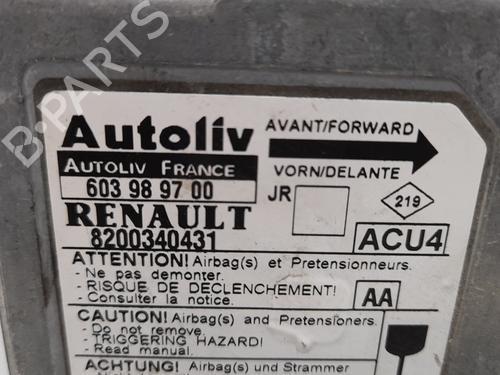 Autoliv
AVANT/FORWARD
AUTOLIV FRANCE
VORN/DELANTE
603 98 97 00
JR
219
RENAULT
8200340431
ACU4
ATTENTION! Airbag(s) et Pretensionneurs.
- Ne pas demonter.
- RISQUE DE DECLENCHEMENT!
AA
- Consulter la notice.
CAUTION! Airbag(s) and Pretensioners.
- Do not remove.
- TRIGGERING HAZARD!
- Read manual.
ACHTUNG! Airbag(s) und Strammer
B-PARTS